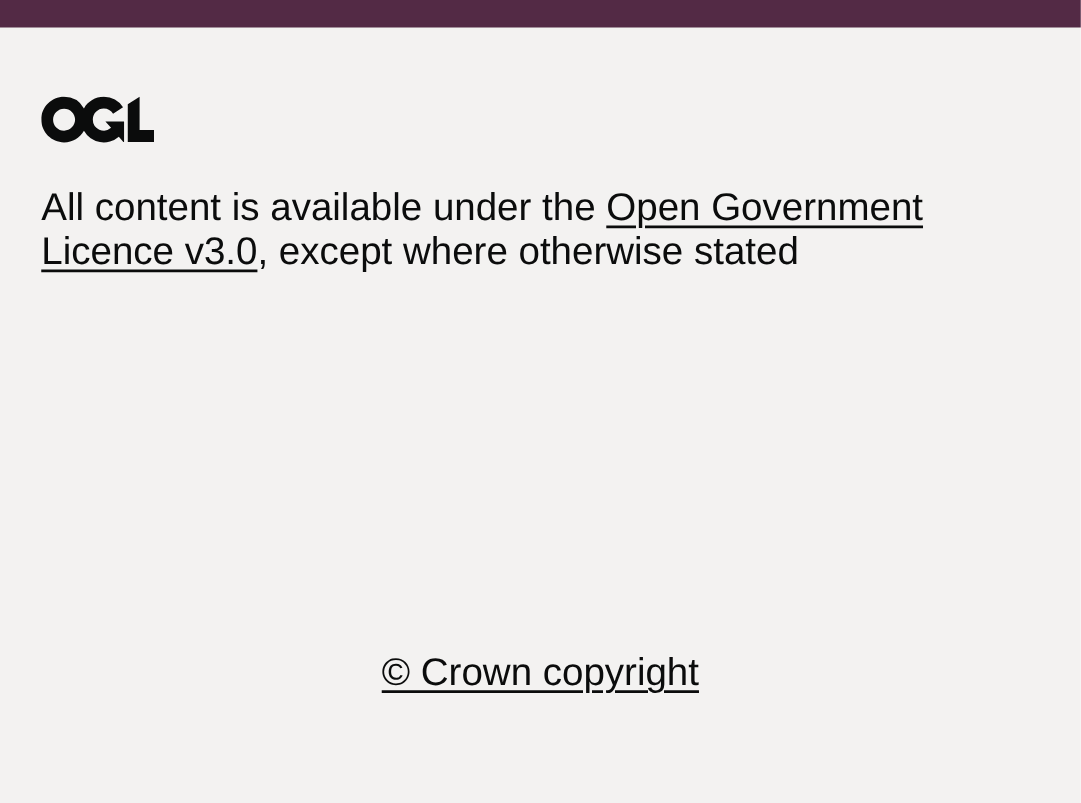 OGL
All content is available under the Open Government
Licence v3.0, except where otherwise stated
© Crown copyright